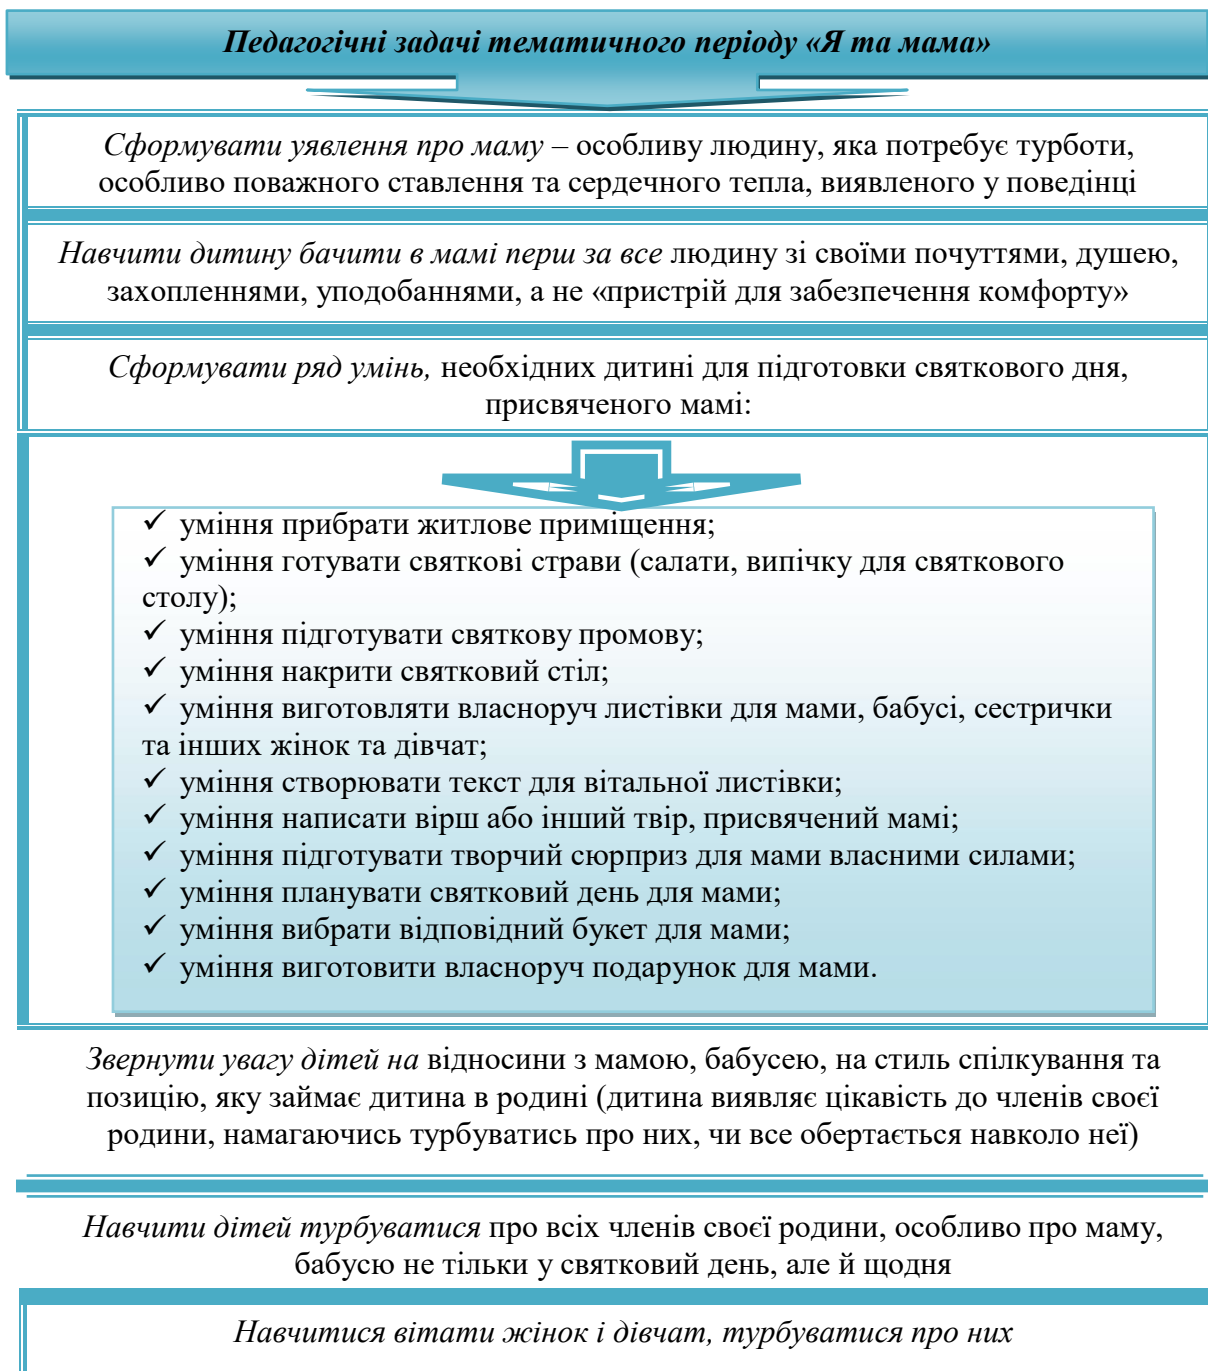 Педагогічні задачі тематичного періоду «Я та мама»
Сформувати уявлення про маму – особливу людину, яка потребує турботи,
особливо поважного ставлення та сердечного тепла, виявленого у поведінці
Навчити дитину бачити в мамі перш за все людину зі своїми почуттями, душею,
захопленнями, уподобаннями, а не «пристрій для забезпечення комфорту»
Сформувати ряд умінь, необхідних дитині для підготовки святкового дня,
присвяченого мамі:
✓ уміння прибрати житлове приміщення;
✓ уміння готувати святкові страви (салати, випічку для святкового
столу);
✓ уміння підготувати святкову промову;
✓ уміння накрити святковий стіл;
✓ уміння виготовляти власноруч листівки для мами, бабусі, сестрички
та інших жінок та дівчат;
✓ уміння створювати текст для вітальної листівки;
✓ уміння написати вірш або інший твір, присвячений мамі;
✓ уміння підготувати творчий сюрприз для мами власними силами;
✓ уміння планувати святковий день для мами;
✓ уміння вибрати відповідний букет для мами;
✓ уміння виготовити власноруч подарунок для мами.
Звернути увагу дітей на відносини з мамою, бабусею, на стиль спілкування та
позицію, яку займає дитина в родині (дитина виявляє цікавість до членів своєї
родини, намагаючись турбуватись про них, чи все обертається навколо неї)
Навчити дітей турбуватися про всіх членів своєї родини, особливо про маму,
бабусю не тільки у святковий день, але й щодня
Навчитися вітати жінок і дівчат, турбуватися про них